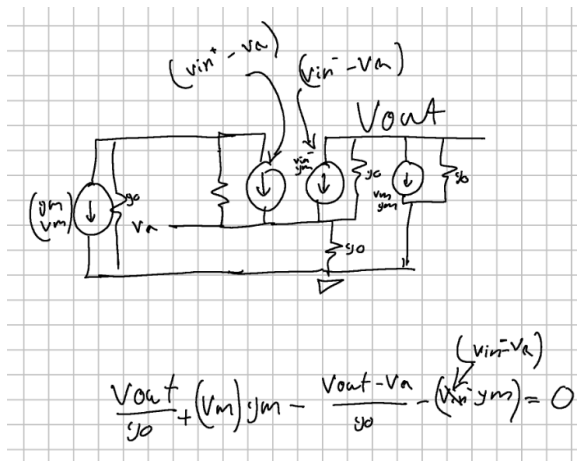 (vin⁺ - va)
(vin⁻ - va)
Vout
(gm vm)
go
vin⁻ gm
go
vm gm
go
va
go
(vin⁻ - va)
Vout/go + (Vm) gm - Vout - Va/go - (vin⁻ gm) = 0